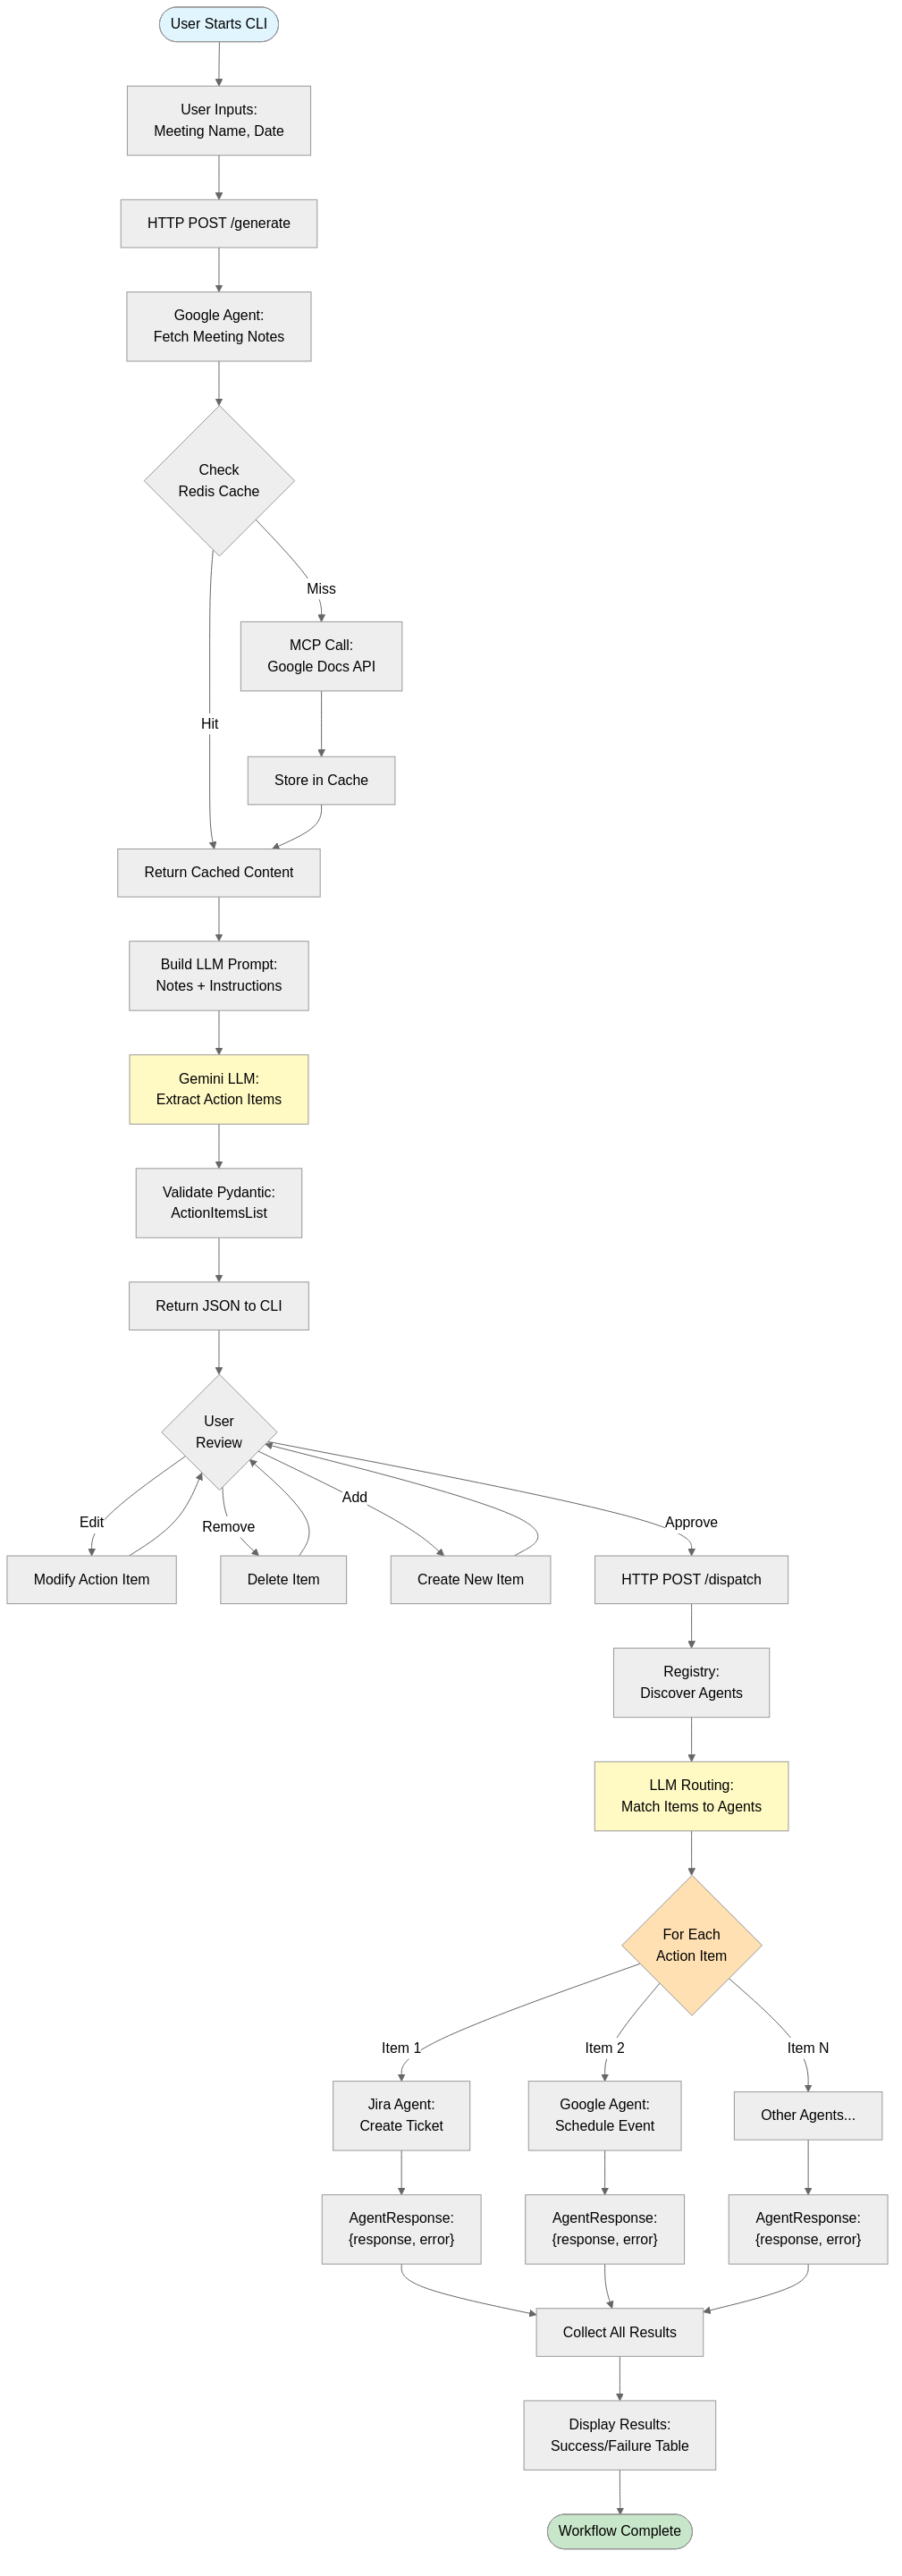 User Starts CLI
User Inputs:
Meeting Name, Date
HTTP POST /generate
Google Agent:
Fetch Meeting Notes
Check
Redis Cache
Miss
MCP Call:
Google Docs API
Hit
Store in Cache
Return Cached Content
Build LLM Prompt:
Notes + Instructions
Gemini LLM:
Extract Action Items
Validate Pydantic:
ActionItemsList
Return JSON to CLI
User
Review
Edit
Remove
Add
Approve
Modify Action Item
Delete Item
Create New Item
HTTP POST /dispatch
Registry:
Discover Agents
LLM Routing:
Match Items to Agents
For Each
Action Item
Item 1
Item 2
Item N
Jira Agent:
Create Ticket
Google Agent:
Schedule Event
Other Agents...
AgentResponse:
{response, error}
AgentResponse:
{response, error}
AgentResponse:
{response, error}
Collect All Results
Display Results:
Success/Failure Table
Workflow Complete